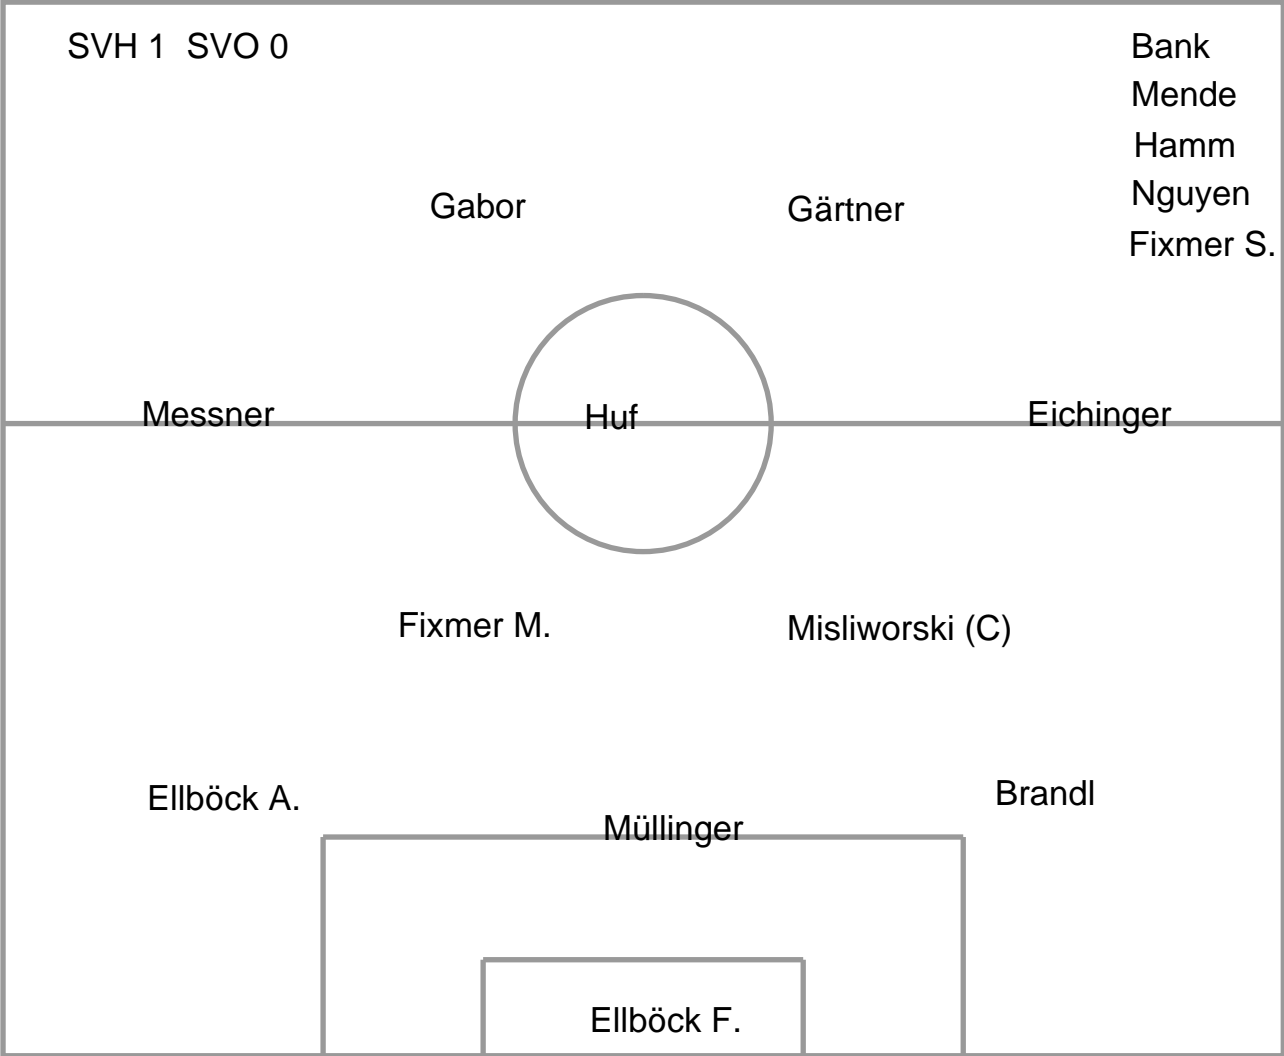 SVH 1  SVO 0
Bank
Mende
Hamm
Nguyen
Fixmer S.
Gabor
Gärtner
Messner
Huf
Eichinger
Fixmer M.
Misliworski (C)
Ellböck A.
Brandl
Müllinger
Ellböck F.